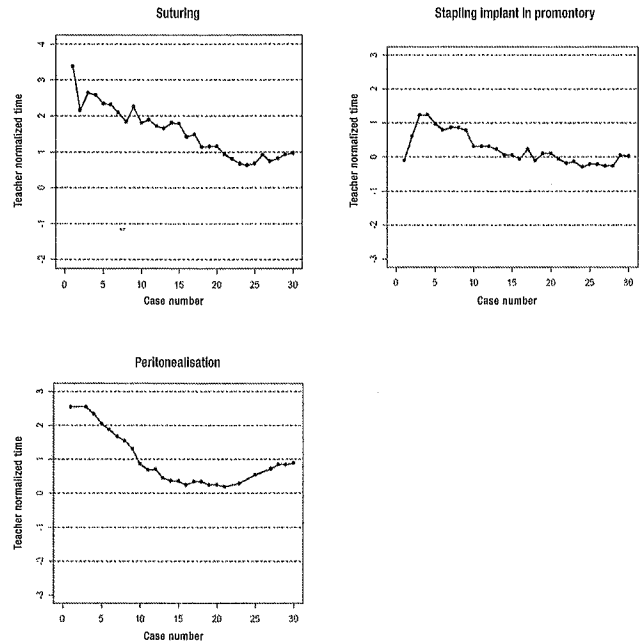 Suturing
Teacher normalized time
4
3
2
1
0
-1
-2
0 5 10 15 20 25 30
Case number
Stapling implant in promontory
Teacher normalized time
3
2
1
0
-1
-2
-3
0 5 10 15 20 25 30
Case number
Peritonealisation
Teacher normalized time
3
2
1
0
-1
-2
-3
0 5 10 15 20 25 30
Case number